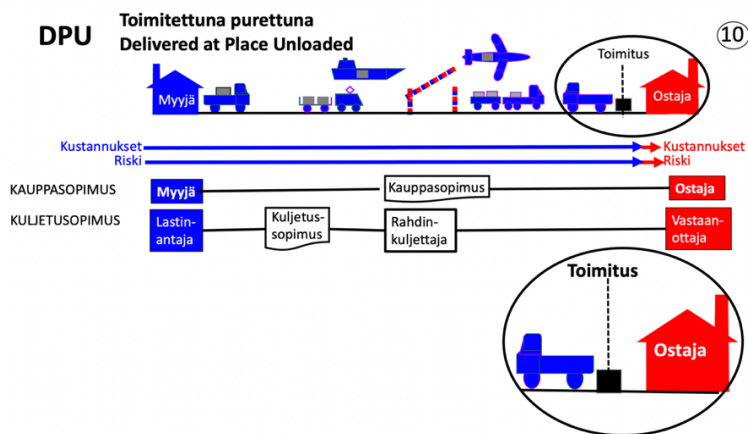 DPU
Toimitettuna purettuna
Delivered at Place Unloaded
10
Toimitus
Myyjä
Ostaja
Kustannukset
Kustannukset
Riski
Riski
KAUPPASOPIMUS
Myyjä
Kauppasopimus
Ostaja
KULJETUSOPIMUS
Lastin-
antaja
Kuljetus-
sopimus
Rahdin-
kuljettaja
Vastaan-
ottaja
Toimitus
Ostaja